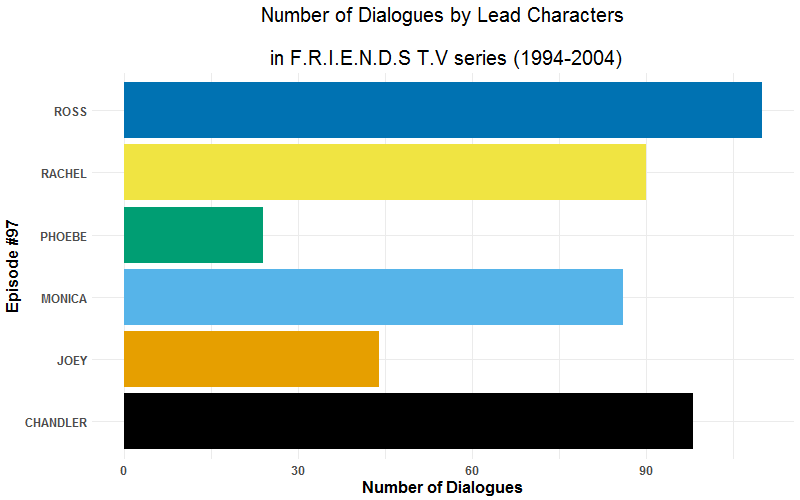 Number of Dialogues by Lead Characters
in F.R.I.E.N.D.S T.V series (1994-2004)
Episode #97
ROSS
RACHEL
PHOEBE
MONICA
JOEY
CHANDLER
0 30 60 90
Number of Dialogues